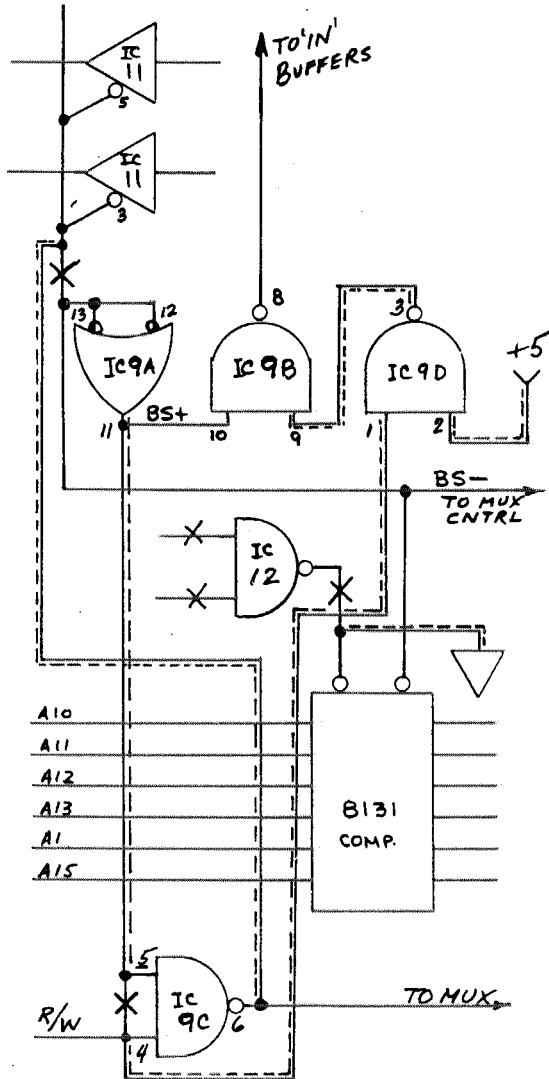 IC 11
5
TO 'IN' BUFFERS
IC 11
3
8
3
13
12
+5
IC9A
IC 9B
IC 9D
BS+
11
10
9
1
2
BS-
TO MUX CNTRL
IC 12
A10
A11
A12
A13
A1
A15
8131
COMP.
5
IC 9C
R/W
4
6
TO MUX